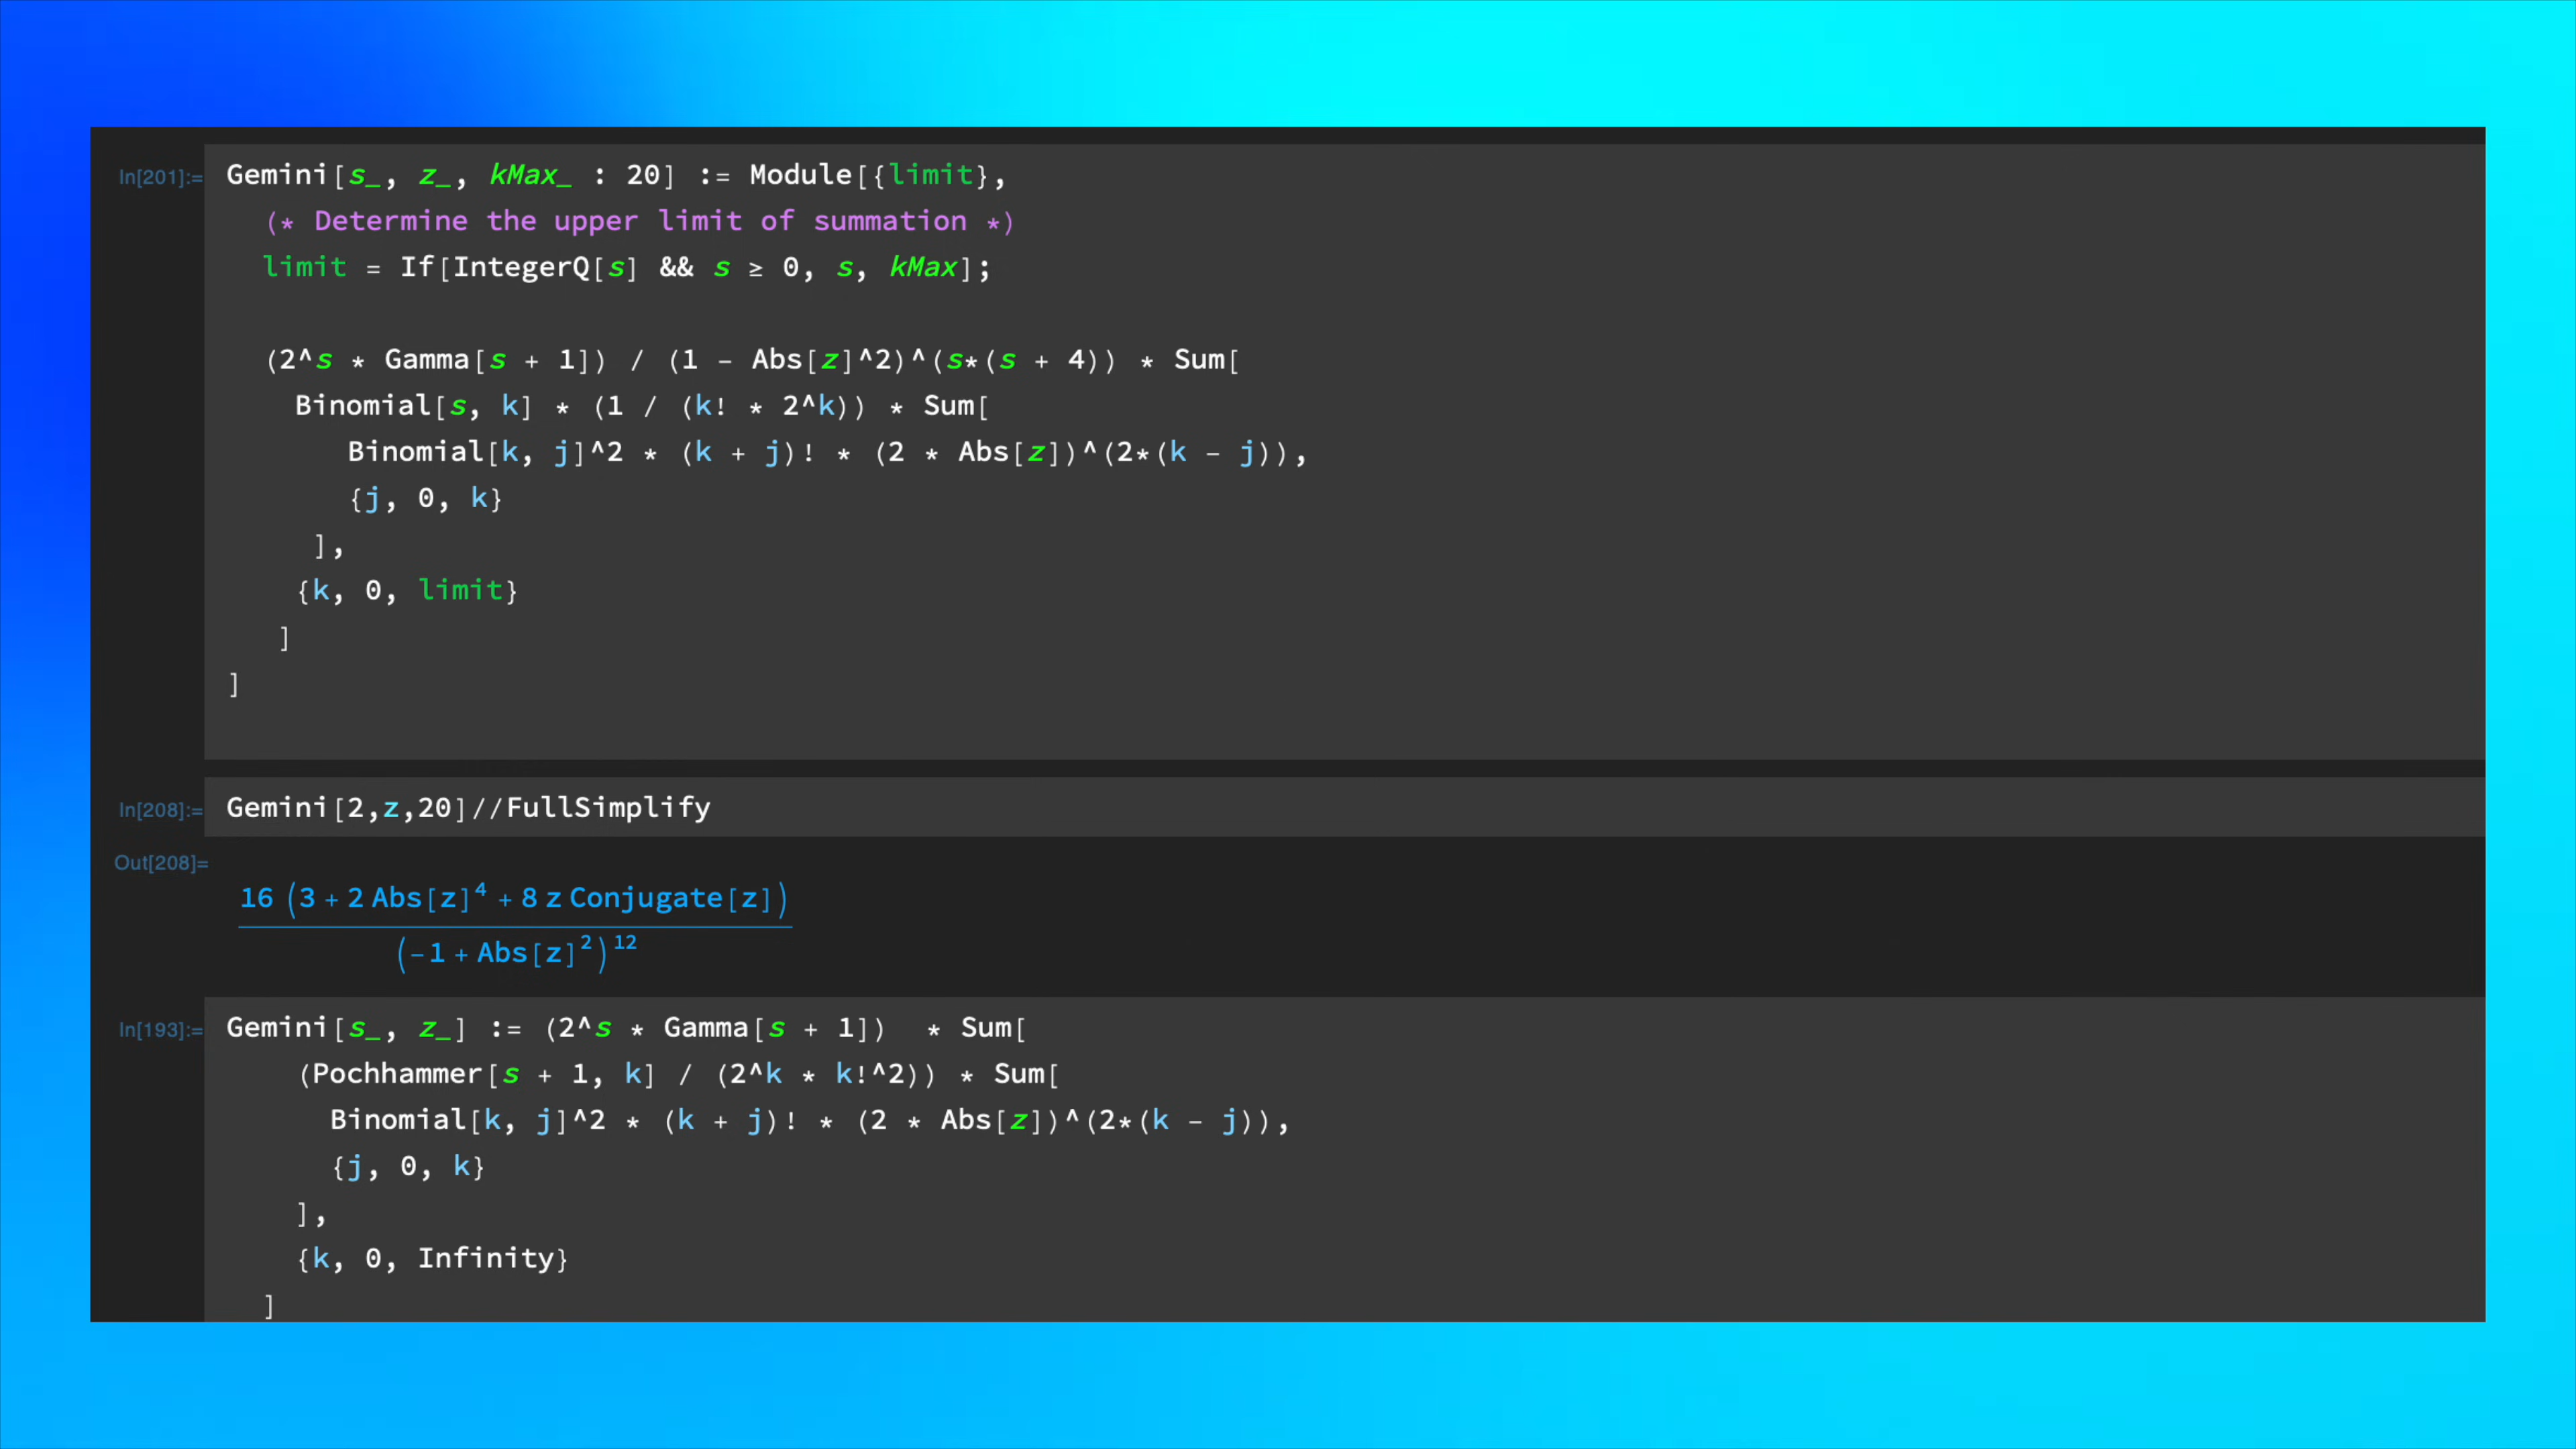 In[201]:= Gemini[s_, z_, kMax_ : 20] := Module[{limit},
(* Determine the upper limit of summation *)
limit = If[IntegerQ[s] && s ≥ 0, s, kMax];
(2^s * Gamma[s + 1]) / (1 - Abs[z]^2)^(s*(s + 4)) * Sum[
Binomial[s, k] * (1 / (k! * 2^k)) * Sum[
Binomial[k, j]^2 * (k + j)! * (2 * Abs[z])^(2*(k - j)),
{j, 0, k}
],
{k, 0, limit}
]
]
In[208]:= Gemini[2,z,20]//FullSimplify
Out[208]=
16 (3 + 2 Abs[z]^4 + 8 z Conjugate[z])
(-1 + Abs[z]^2)^12
In[193]:= Gemini[s_, z_] := (2^s * Gamma[s + 1])  * Sum[
(Pochhammer[s + 1, k] / (2^k * k!^2)) * Sum[
Binomial[k, j]^2 * (k + j)! * (2 * Abs[z])^(2*(k - j)),
{j, 0, k}
],
{k, 0, Infinity}
]